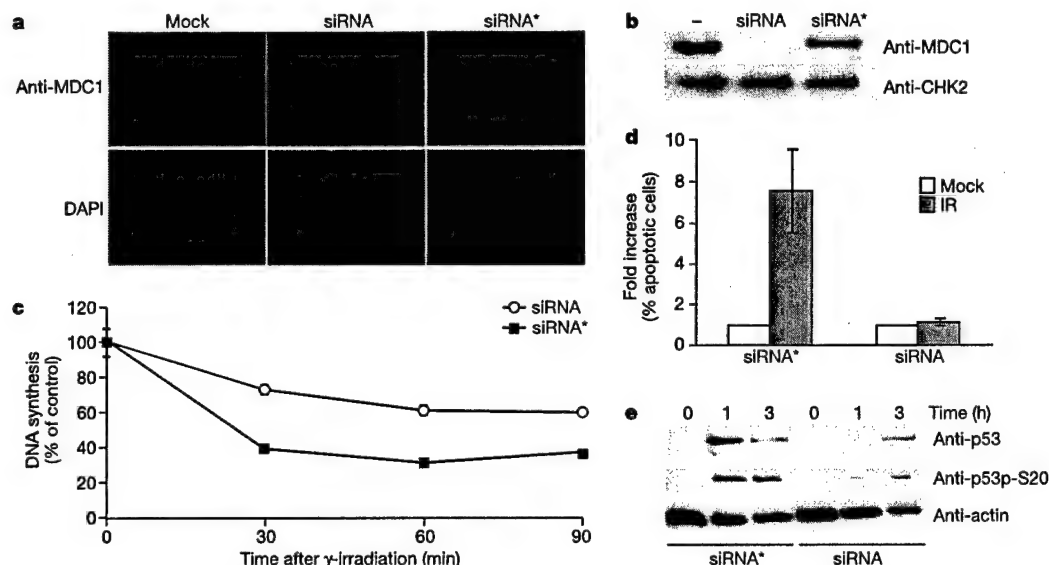 a
Mock siRNA siRNA*
Anti-MDC1
DAPI
b
– siRNA siRNA*
Anti-MDC1
Anti-CHK2
c
120
100
80
60
40
20
0
DNA synthesis
(% of control)
siRNA
siRNA*
0 30 60 90
Time after γ-irradiation (min)
d
10
8
6
4
2
0
Fold increase
(% apoptotic cells)
Mock
IR
siRNA* siRNA
e
0 1 3 0 1 3 Time (h)
Anti-p53
Anti-p53p-S20
Anti-actin
siRNA* siRNA